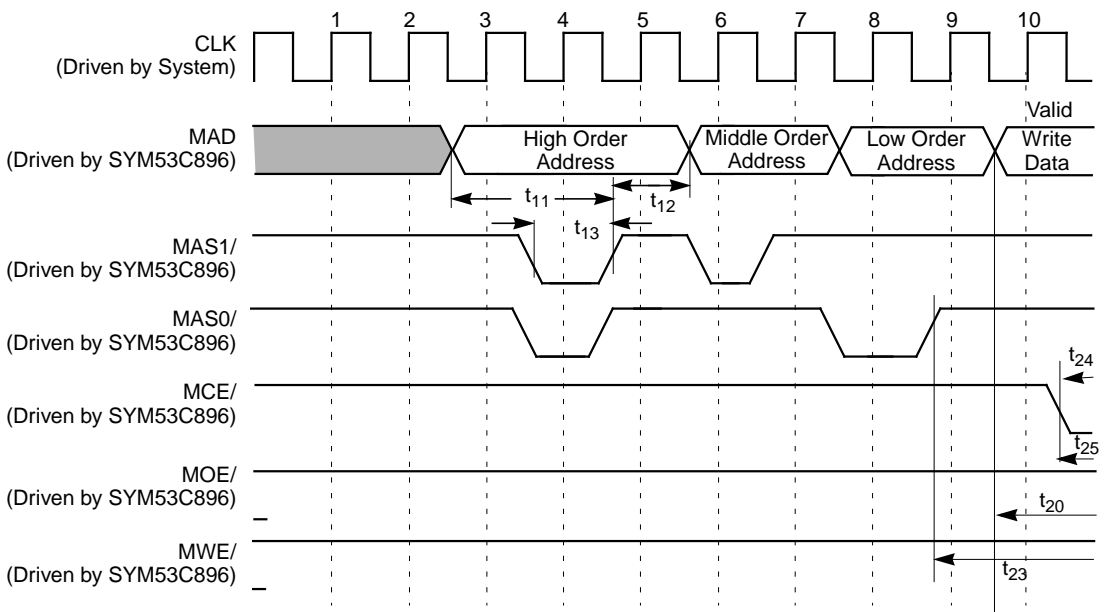 1 2 3 4 5 6 7 8 9 10
CLK
(Driven by System)
Valid
MAD
(Driven by SYM53C896)
High Order
Address
Middle Order
Address
Low Order
Address
Write
Data
t11
t12
t13
MAS1/
(Driven by SYM53C896)
MAS0/
(Driven by SYM53C896)
t24
MCE/
(Driven by SYM53C896)
t25
MOE/
(Driven by SYM53C896)
t20
MWE/
(Driven by SYM53C896)
t23